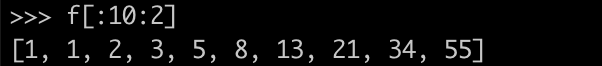 >>> f[:10:2]
[1, 1, 2, 3, 5, 8, 13, 21, 34, 55]